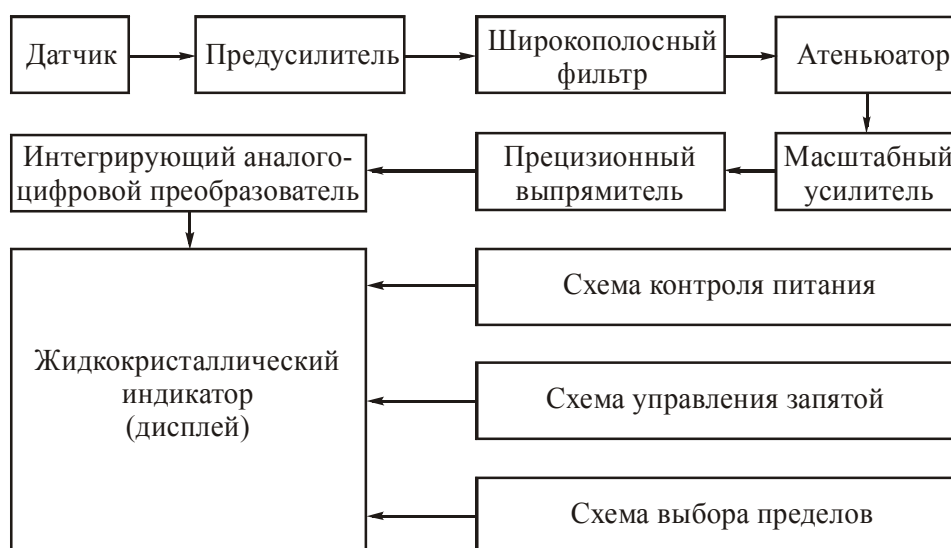 Датчик
Предусилитель
Широкополосный
фильтр
Атеньюатор
Интегрирующий аналого-
цифровой преобразователь
Прецизионный
выпрямитель
Масштабный
усилитель
Жидкокристаллический
индикатор
(дисплей)
Схема контроля питания
Схема управления запятой
Схема выбора пределов